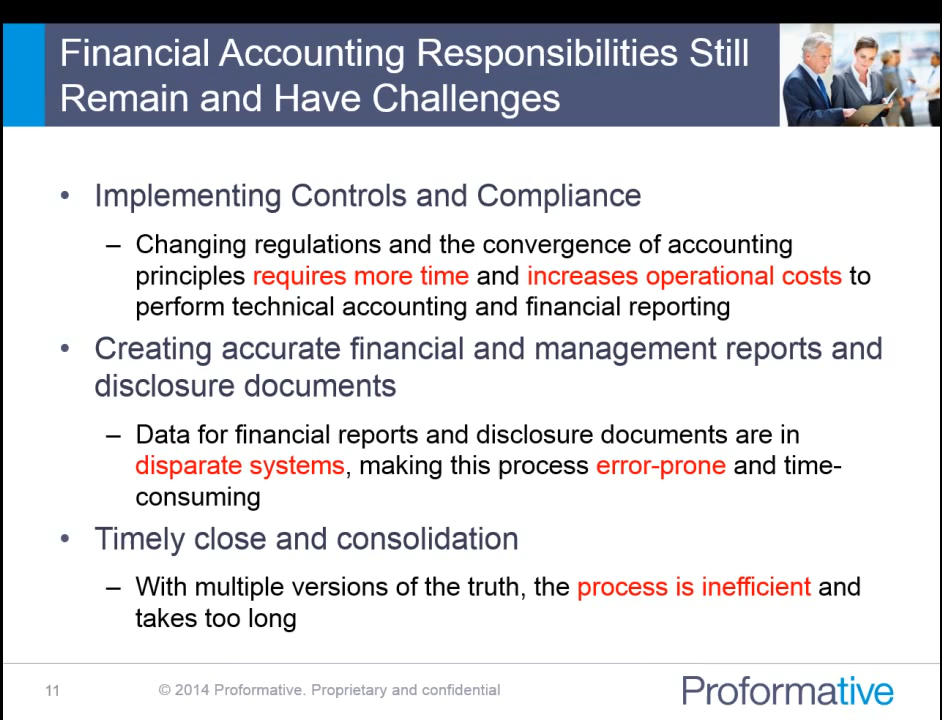 Financial Accounting Responsibilities Still
Remain and Have Challenges
• Implementing Controls and Compliance
– Changing regulations and the convergence of accounting
principles requires more time and increases operational costs to
perform technical accounting and financial reporting
• Creating accurate financial and management reports and
disclosure documents
– Data for financial reports and disclosure documents are in
disparate systems, making this process error-prone and time-
consuming
• Timely close and consolidation
– With multiple versions of the truth, the process is inefficient and
takes too long
11
© 2014 Proformative. Proprietary and confidential
Proformative